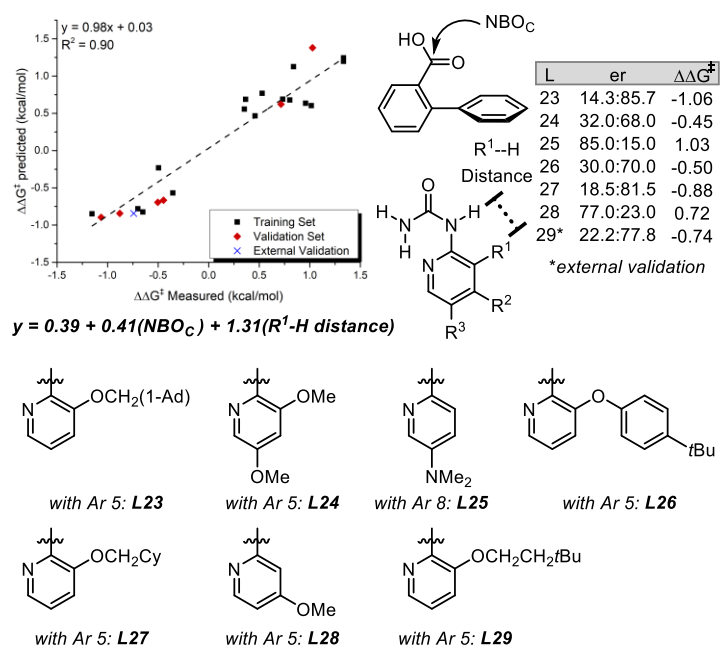 y = 0.98x + 0.03
R² = 0.90
ΔΔG‡ predicted (kcal/mol)
1.5
1.0
0.5
0.0
-0.5
-1.0
-1.5
-1.5 -1.0 -0.5 0.0 0.5 1.0 1.5
Training Set
Validation Set
External Validation
ΔΔG‡ Measured (kcal/mol)
y = 0.39 + 0.41(NBOC) + 1.31(R¹-H distance)
NBOC
HO
O
R¹--H
Distance
O
H₂N N H
H
N R¹
R²
R³
L er ΔΔG‡
23 14.3:85.7 -1.06
24 32.0:68.0 -0.45
25 85.0:15.0 1.03
26 30.0:70.0 -0.50
27 18.5:81.5 -0.88
28 77.0:23.0 0.72
29* 22.2:77.8 -0.74
*external validation
N OCH₂(1-Ad)
with Ar 5: L23
N OMe
OMe
with Ar 5: L24
N
NMe₂
with Ar 8: L25
N O
tBu
with Ar 5: L26
N OCH₂Cy
with Ar 5: L27
N
OMe
with Ar 5: L28
N OCH₂CH₂tBu
with Ar 5: L29